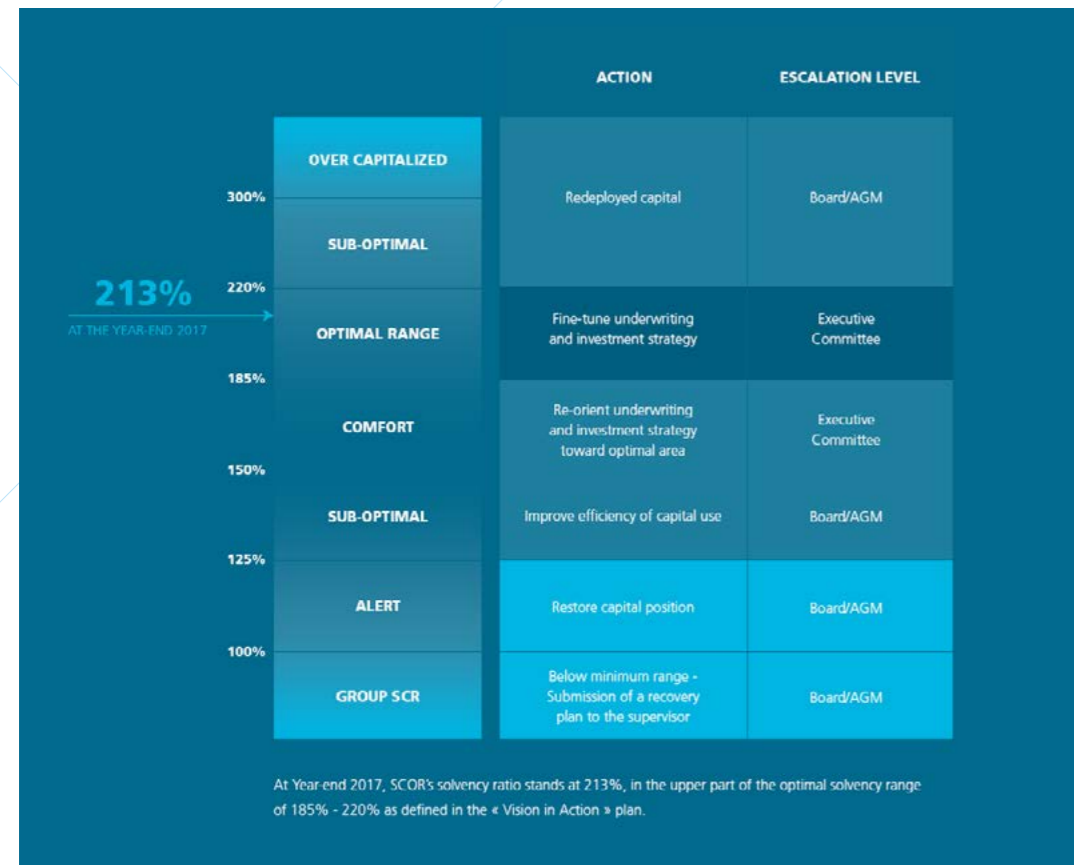 ACTION ESCALATION LEVEL
OVER CAPITALIZED
300%
Redeployed capital
Board/AGM
SUB-OPTIMAL
220%
213%
AT THE YEAR-END 2017
OPTIMAL RANGE
Fine-tune underwriting
and investment strategy
Executive
Committee
185%
COMFORT
Re-orient underwriting
and investment strategy
toward optimal area
Executive
Committee
150%
SUB-OPTIMAL
Improve efficiency of capital use
Board/AGM
125%
ALERT
Restore capital position
Board/AGM
100%
GROUP SCR
Below minimum range -
Submission of a recovery
plan to the supervisor
Board/AGM
At Year-end 2017, SCOR's solvency ratio stands at 213%, in the upper part of the optimal solvency range
of 185% - 220% as defined in the « Vision in Action » plan.